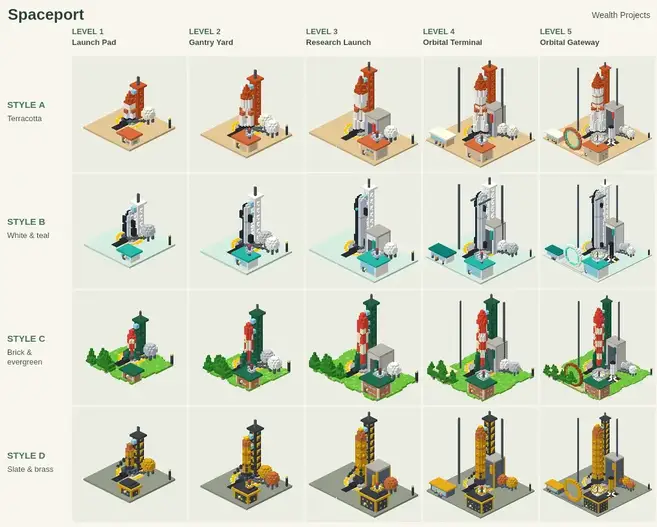 Spaceport
Wealth Projects
LEVEL 1
Launch Pad
LEVEL 2
Gantry Yard
LEVEL 3
Research Launch
LEVEL 4
Orbital Terminal
LEVEL 5
Orbital Gateway
STYLE A
Terracotta
STYLE B
White & teal
STYLE C
Brick &
evergreen
STYLE D
Slate & brass